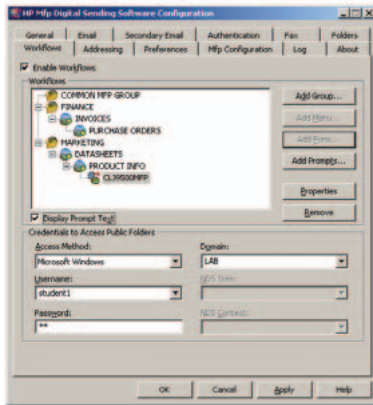 HP Mfp Digital Sending Software Configuration
General Email Secondary Email Authentication Fax Folders
Workflows Addressing Preferences Mfp Configuration Log About
Enable Workflows
Workflows
COMMON MFP GROUP
FINANCE
INVOICES
PURCHASE ORDERS
MARKETING
DATASHEETS
PRODUCT INFO
CLJ9500MFP
Add Group...
Add Menu...
Add Form...
Add Prompts...
Properties
Remove
Display Prompt Text
Credentials to Access Public Folders
Access Method:
Microsoft Windows
Domain:
LAB
Username:
student1
NDS Tree:
Password:
**
NDS Context:
OK Cancel Apply Help